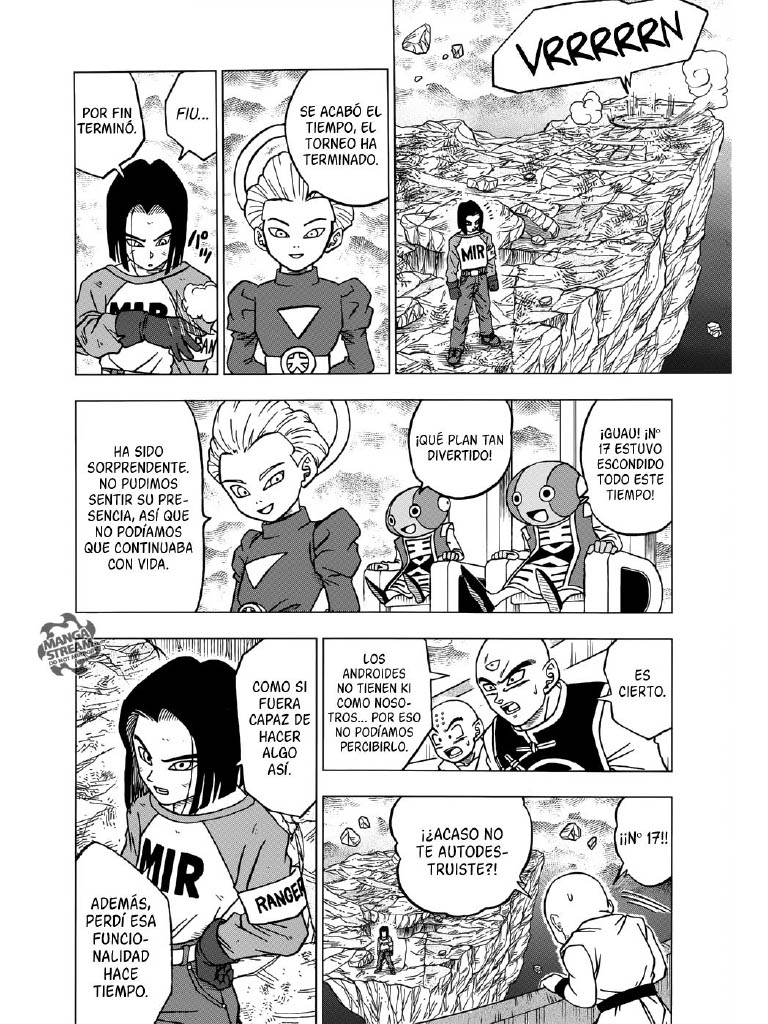 VRRRRRN
SE ACABÓ EL
TIEMPO, EL
TORNEO HA
TERMINADO.
FIU...
POR FIN
TERMINÓ.
MIR
MIR
¡GUAU! ¡Nº
17 ESTUVO
ESCONDIDO
TODO ESTE
TIEMPO!
¡QUÉ PLAN TAN
DIVERTIDO!
HA SIDO
SORPRENDENTE.
NO PUDIMOS
SENTIR SU PRE-
SENCIA, ASÍ QUE
NO PODÍAMOS
QUE CONTINUABA
CON VIDA.
MANGA
STREAM
ES
CIERTO.
LOS
ANDROIDES
NO TIENEN KI
COMO NOSO-
TROS... POR ESO
NO PODÍAMOS
PERCIBIRLO.
¡¡Nº 17!!
¡¿ACASO NO
TE AUTODES-
TRUISTE?!
COMO SI
FUERA
CAPAZ DE
HACER
ALGO
ASÍ.
MIR
RANGER
ADEMÁS,
PERDÍ ESA
FUNCIO-
NALIDAD
HACE
TIEMPO.